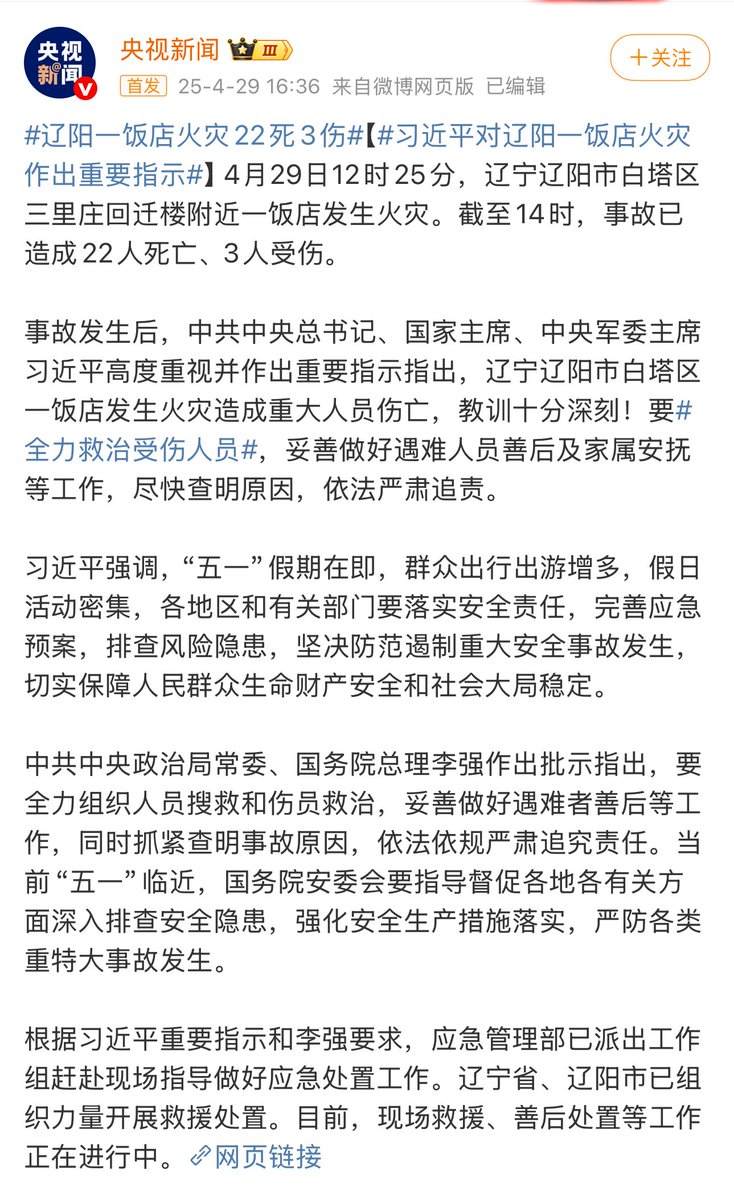 央视
新闻
央视新闻 III
+关注
首发 25-4-29 16:36 来自微博网页版 已编辑
#辽阳一饭店火灾22死3伤#【#习近平对辽阳一饭店火灾
作出重要指示#】4月29日12时25分，辽宁辽阳市白塔区
三里庄回迁楼附近一饭店发生火灾。截至14时，事故已
造成22人死亡、3人受伤。
事故发生后，中共中央总书记、国家主席、中央军委主席
习近平高度重视并作出重要指示指出，辽宁辽阳市白塔区
一饭店发生火灾造成重大人员伤亡，教训十分深刻！要#
全力救治受伤人员#，妥善做好遇难人员善后及家属安抚
等工作，尽快查明原因，依法严肃追责。
习近平强调，“五一”假期在即，群众出行出游增多，假日
活动密集，各地区和有关部门要落实安全责任，完善应急
预案，排查风险隐患，坚决防范遏制重大安全事故发生，
切实保障人民群众生命财产安全和社会大局稳定。
中共中央政治局常委、国务院总理李强作出批示指出，要
全力组织人员搜救和伤员救治，妥善做好遇难者善后等工
作，同时抓紧查明事故原因，依法依规严肃追究责任。当
前“五一”临近，国务院安委会要指导督促各地各有关方
面深入排查安全隐患，强化安全生产措施落实，严防各类
重特大事故发生。
根据习近平重要指示和李强要求，应急管理部已派出工作
组赶赴现场指导做好应急处置工作。辽宁省、辽阳市已组
织力量开展救援处置。目前，现场救援、善后处置等工作
正在进行中。网页链接